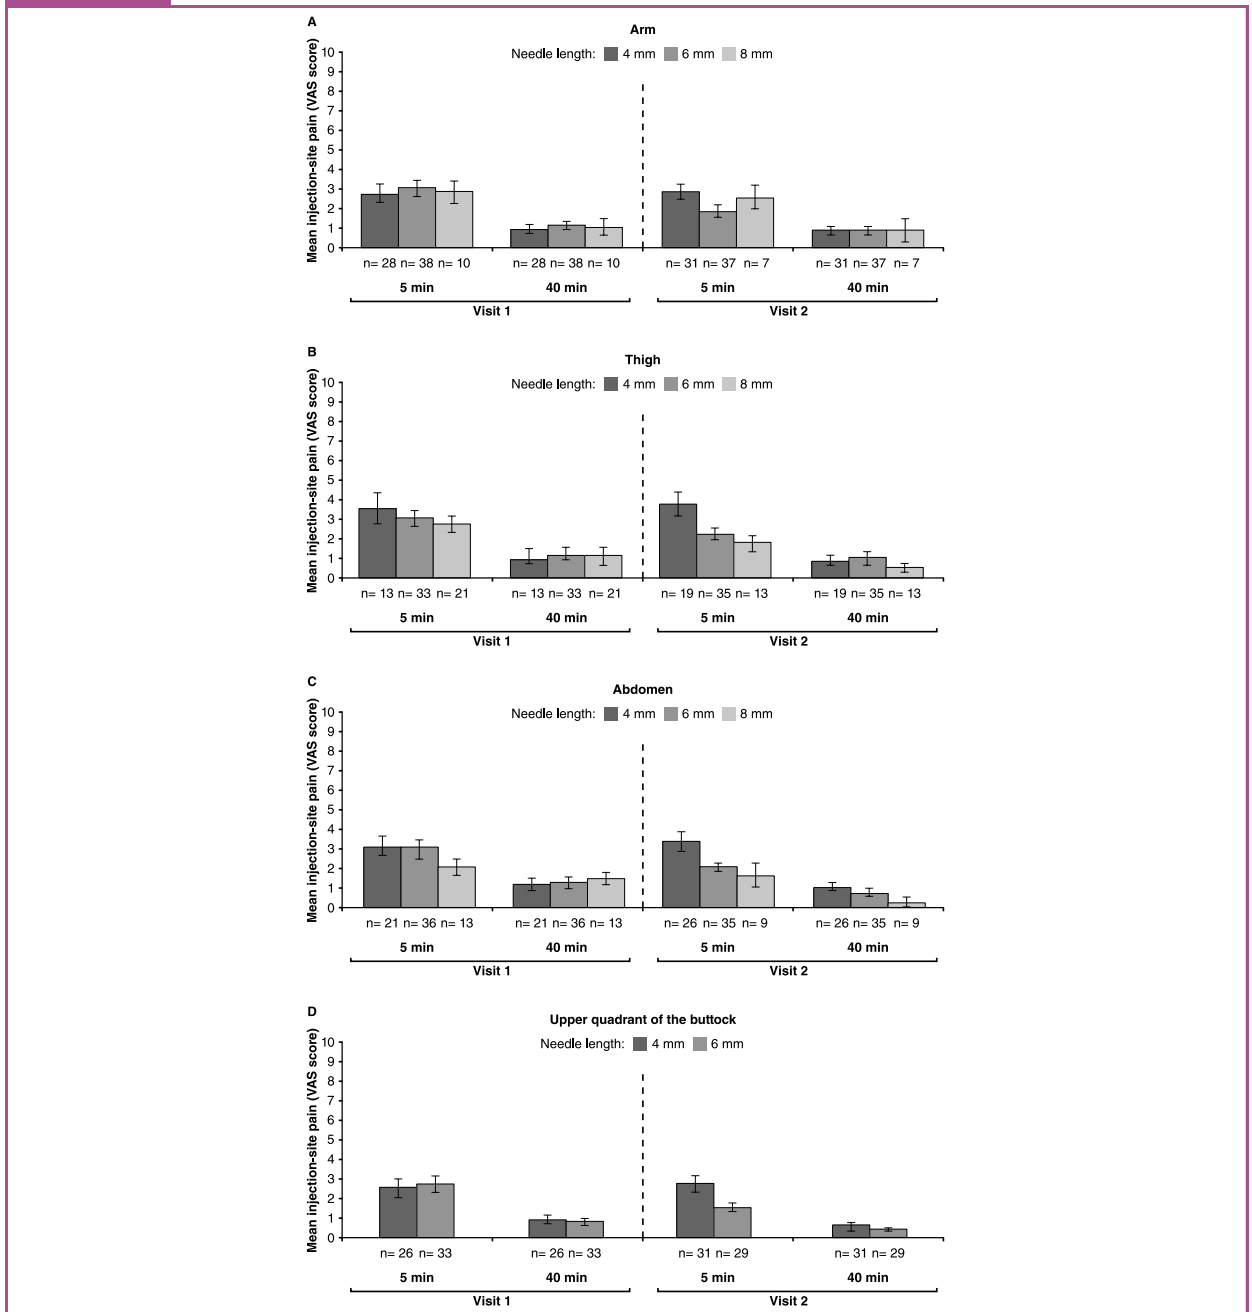 A
Arm
Needle length: 4 mm 6 mm 8 mm
Mean injection-site pain (VAS score)
10
9
8
7
6
5
4
3
2
1
0
n= 28 n= 38 n= 10 n= 28 n= 38 n= 10 n= 31 n= 37 n= 7 n= 31 n= 37 n= 7
5 min 40 min 5 min 40 min
Visit 1 Visit 2
B
Thigh
Needle length: 4 mm 6 mm 8 mm
Mean injection-site pain (VAS score)
10
9
8
7
6
5
4
3
2
1
0
n= 13 n= 33 n= 21 n= 13 n= 33 n= 21 n= 19 n= 35 n= 13 n= 19 n= 35 n= 13
5 min 40 min 5 min 40 min
Visit 1 Visit 2
C
Abdomen
Needle length: 4 mm 6 mm 8 mm
Mean injection-site pain (VAS score)
10
9
8
7
6
5
4
3
2
1
0
n= 21 n= 36 n= 13 n= 21 n= 36 n= 13 n= 26 n= 35 n= 9 n= 26 n= 35 n= 9
5 min 40 min 5 min 40 min
Visit 1 Visit 2
D
Upper quadrant of the buttock
Needle length: 4 mm 6 mm
Mean injection-site pain (VAS score)
10
9
8
7
6
5
4
3
2
1
0
n= 26 n= 33 n= 26 n= 33 n= 31 n= 29 n= 31 n= 29
5 min 40 min 5 min 40 min
Visit 1 Visit 2